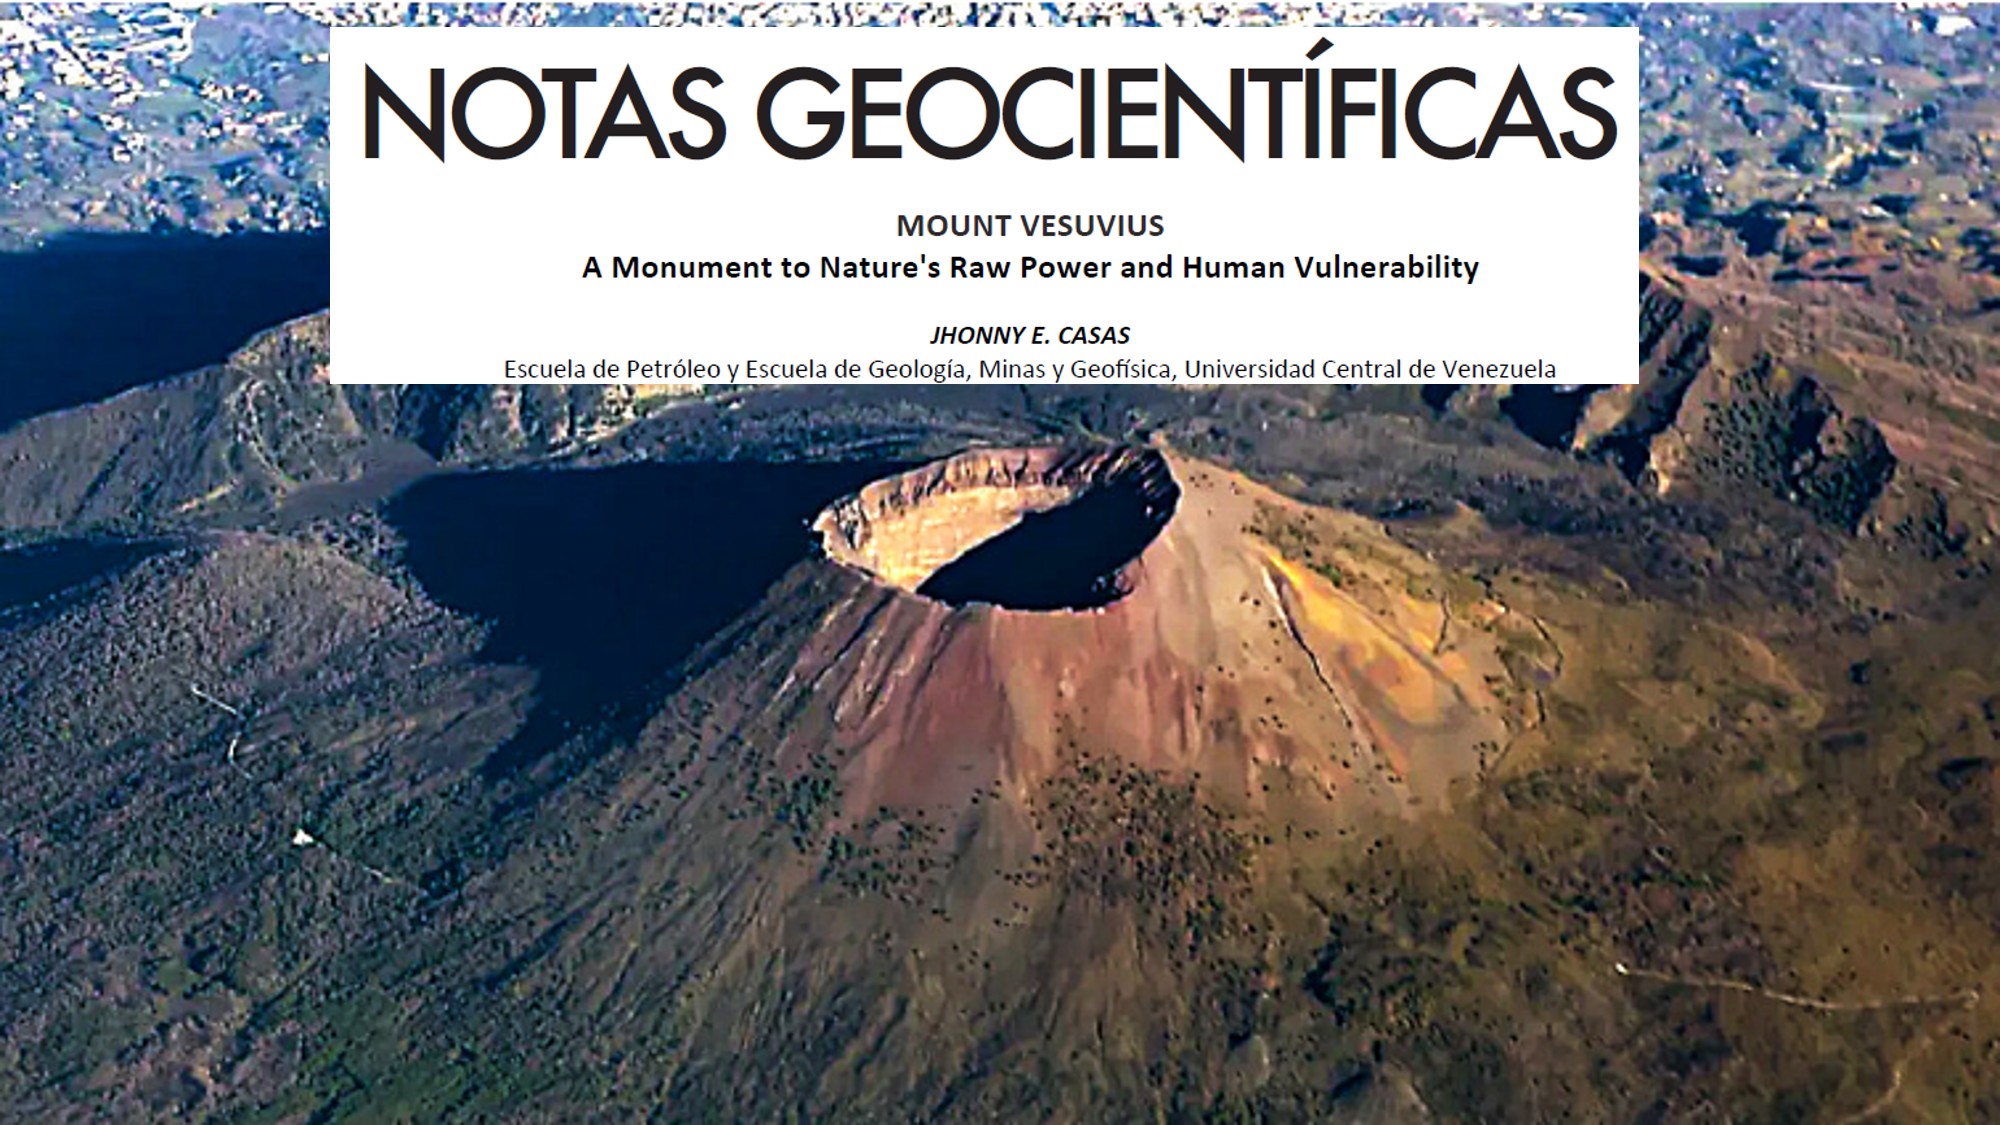 NOTAS GEOCIENTÍFICAS
MOUNT VESUVIUS
A Monument to Nature's Raw Power and Human Vulnerability
JHONNY E. CASAS
Escuela de Petróleo y Escuela de Geología, Minas y Geofísica, Universidad Central de Venezuela